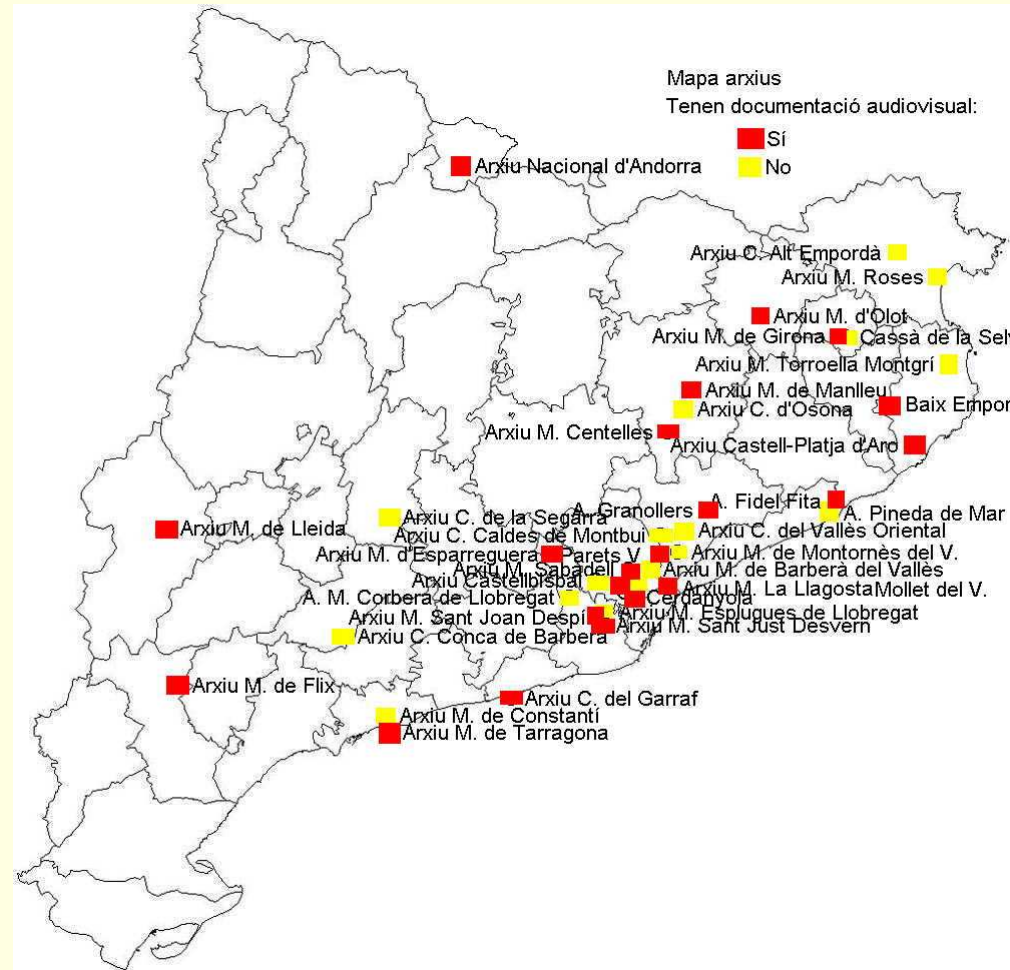 Mapa arxius
Tenen documentació audiovisual:
Sí
No
Arxiu Nacional d'Andorra
Arxiu C. Alt Empordà
Arxiu M. Roses
Arxiu M. d'Olot
Arxiu M. de Girona
Cassà de la Selv
Arxiu M. Torroella Montgrí
Arxiu M. de Manlleu
Baix Empor
Arxiu C. d'Osona
Arxiu M. Centelles
Arxiu Castell-Platja d'Aro
A. Fidel Fita
A. Granollers
A. Pineda de Mar
Arxiu C. de la Segarra
Arxiu M. de Lleida
Arxiu C. del Vallès Oriental
Arxiu C. Caldes de Montbui
Arxiu M. d'Esparreguera
Parets V.
Arxiu M. de Montornès del V.
Arxiu M. Sabadell
Arxiu M. de Barberà del Vallès
Arxiu Castellbisbal
Arxiu M. La Llagosta
Mollet del V.
A. M. Corbera de Llobregat
Cerdanyola
Arxiu M. Sant Joan Despí
Arxiu M. Esplugues de Llobregat
Arxiu M. Sant Just Desvern
Arxiu C. Conca de Barberà
Arxiu M. de Flix
Arxiu C. del Garraf
Arxiu M. de Constantí
Arxiu M. de Tarragona